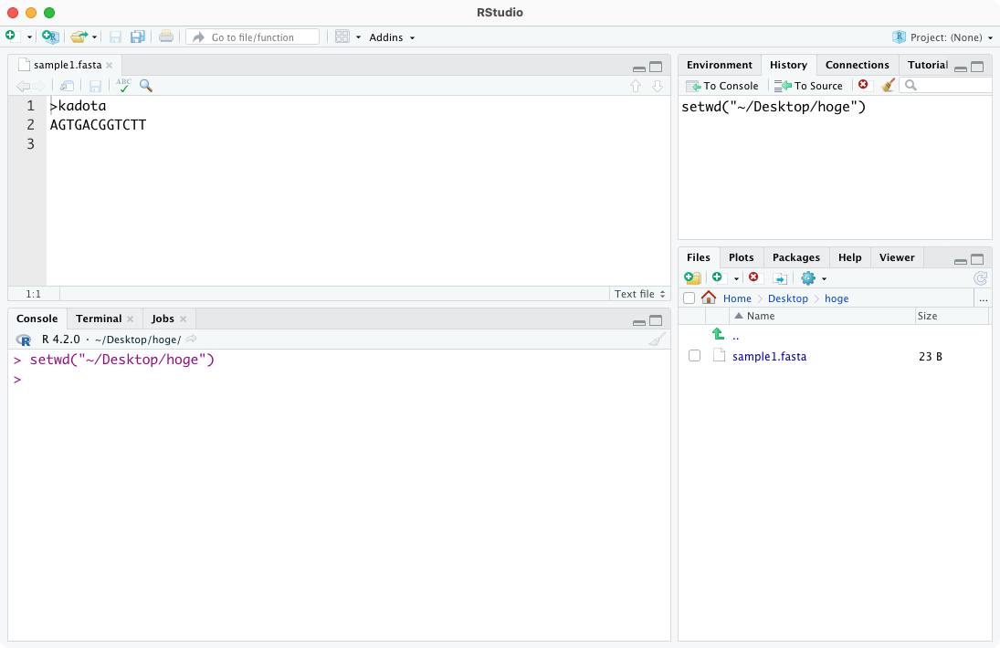 RStudio
Go to file/function
Addins
Project: (None)
sample1.fasta
ABC
1 >kadota
2 AGTGACGGTCTT
3
1:1
Text file
Console Terminal Jobs
R 4.2.0 · ~/Desktop/hoge/
> setwd("~/Desktop/hoge")
>
Environment History Connections Tutorial
To Console To Source
setwd("~/Desktop/hoge")
Files Plots Packages Help Viewer
Home Desktop hoge ...
Name Size
..
sample1.fasta 23 B